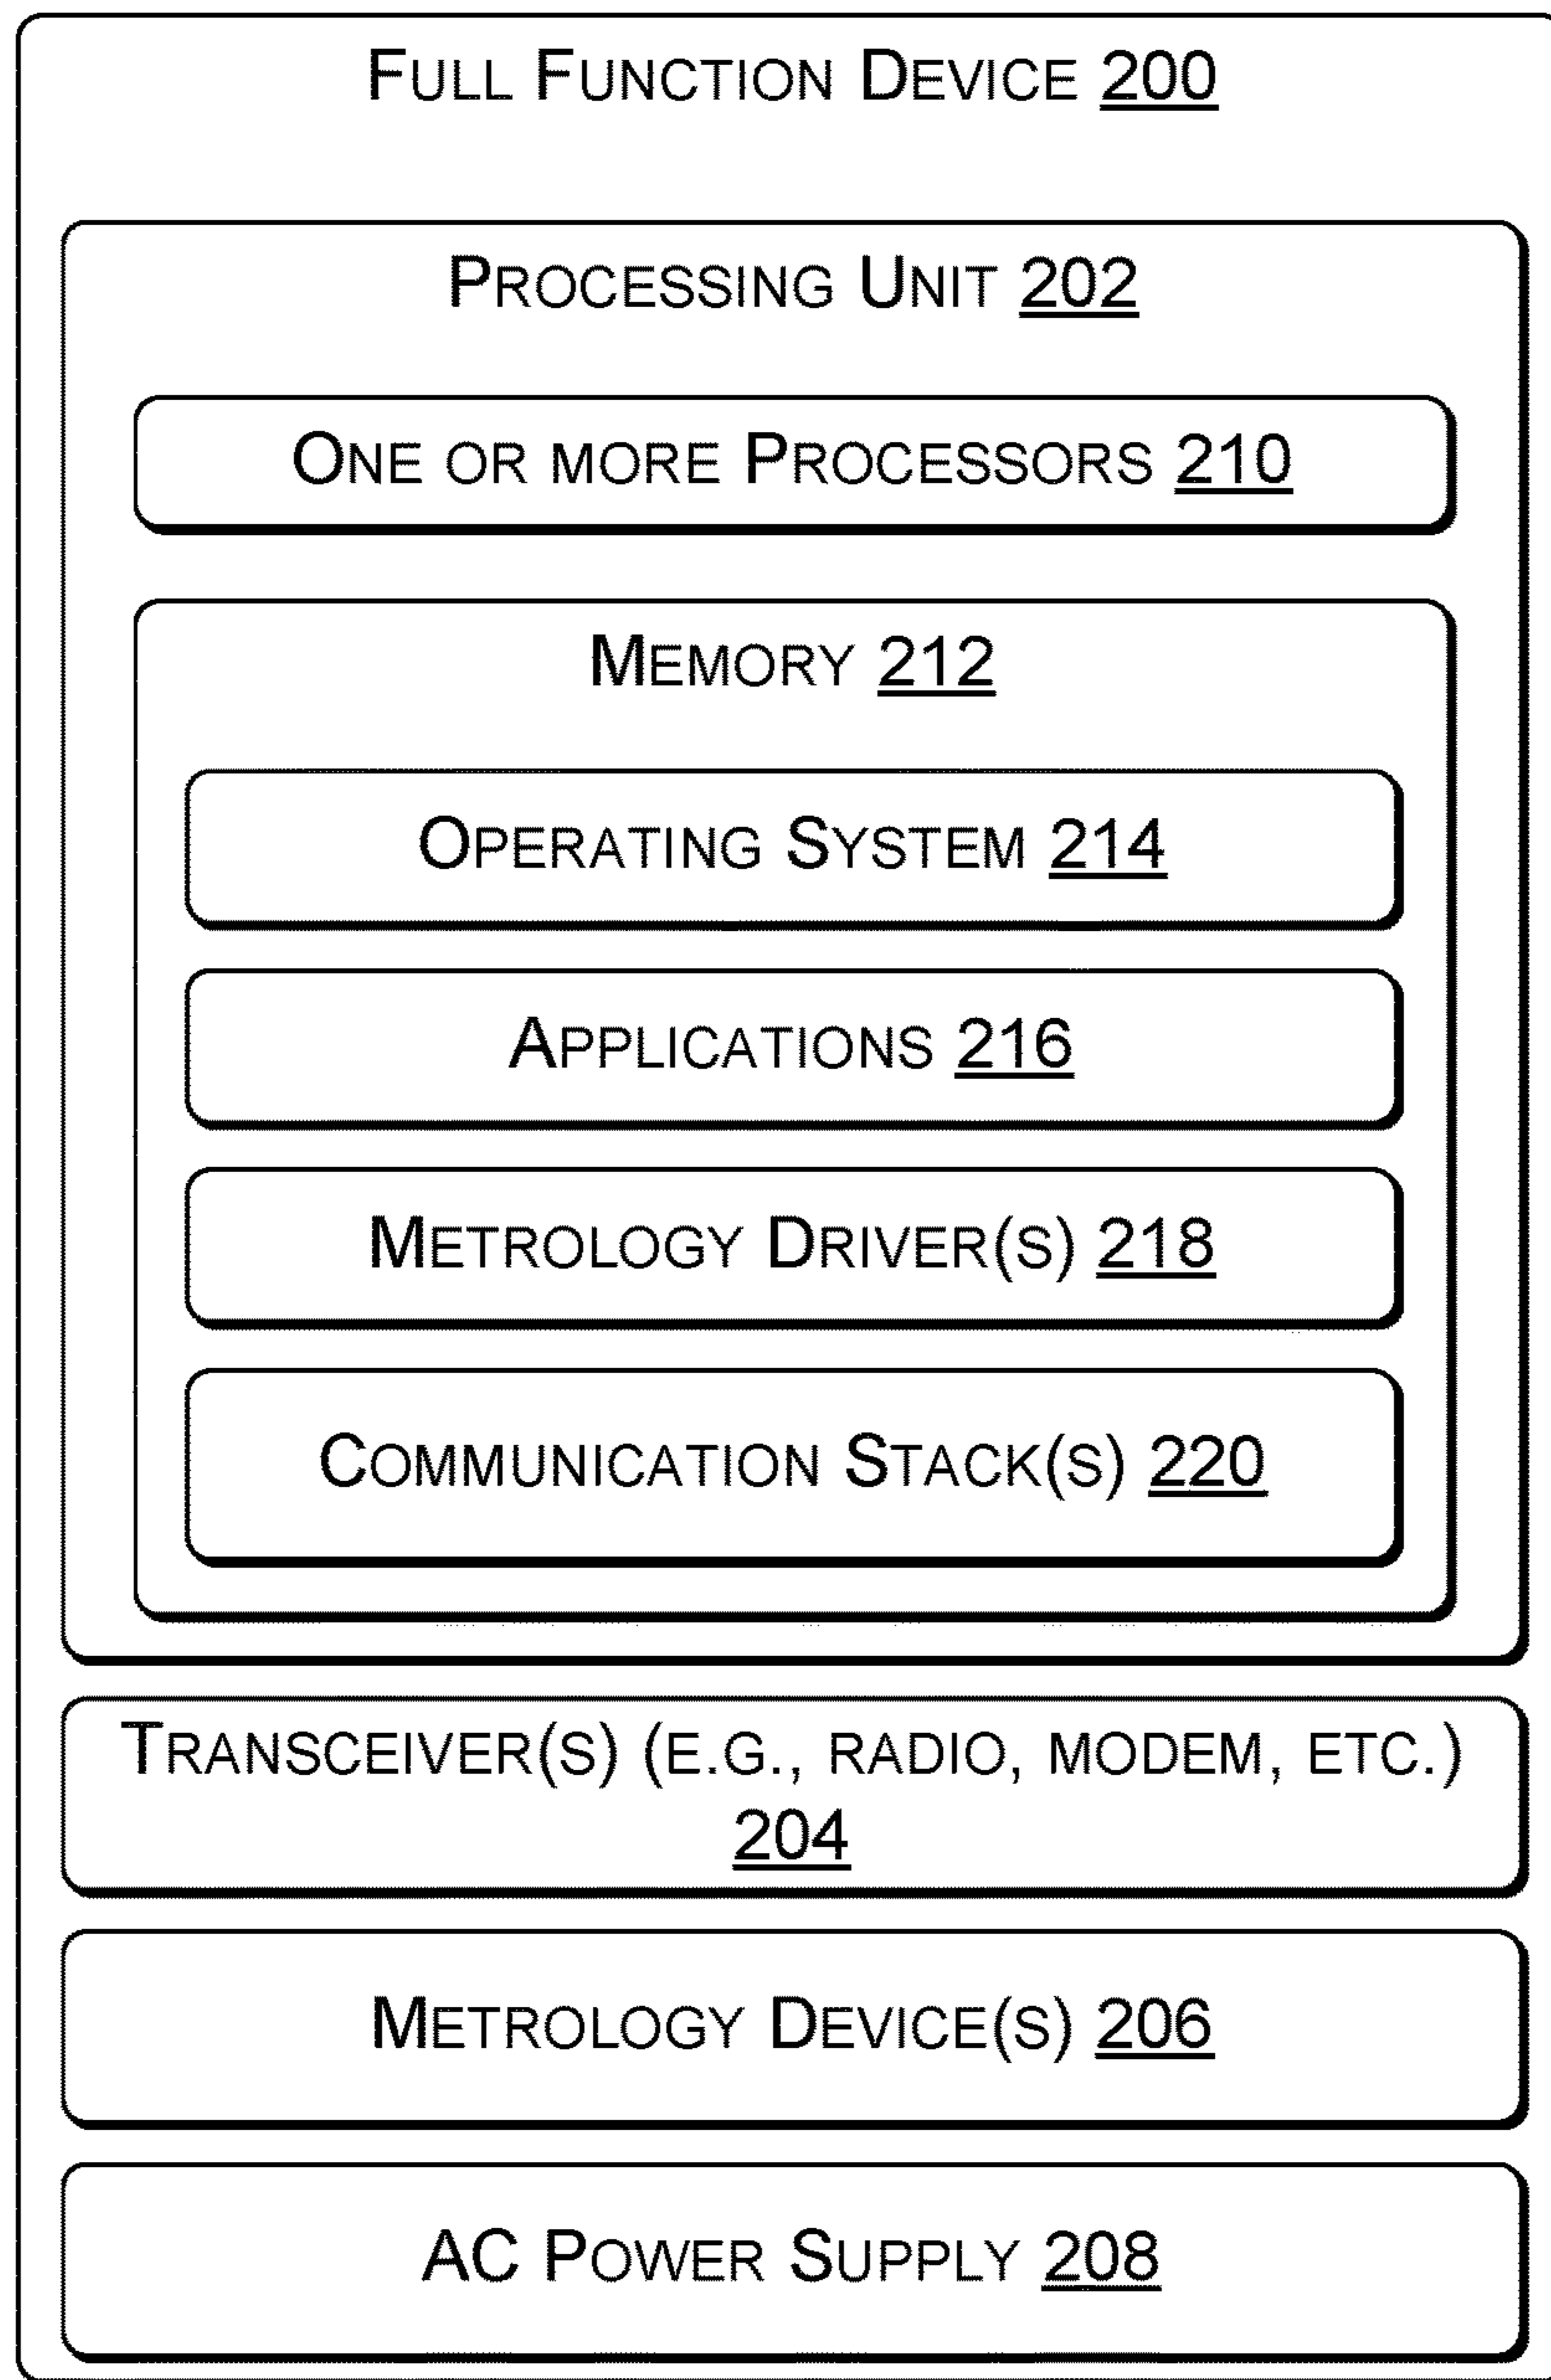 FULL FUNCTION DEVICE 200
PROCESSING UNIT 202
ONE OR MORE PROCESSORS 210
MEMORY 212
OPERATING SYSTEM 214
APPLICATIONS 216
METROLOGY DRIVER(S) 218
COMMUNICATION STACK(S) 220
TRANSCEIVER(S) (E.G., RADIO, MODEM, ETC.)
204
METROLOGY DEVICE(S) 206
AC POWER SUPPLY 208